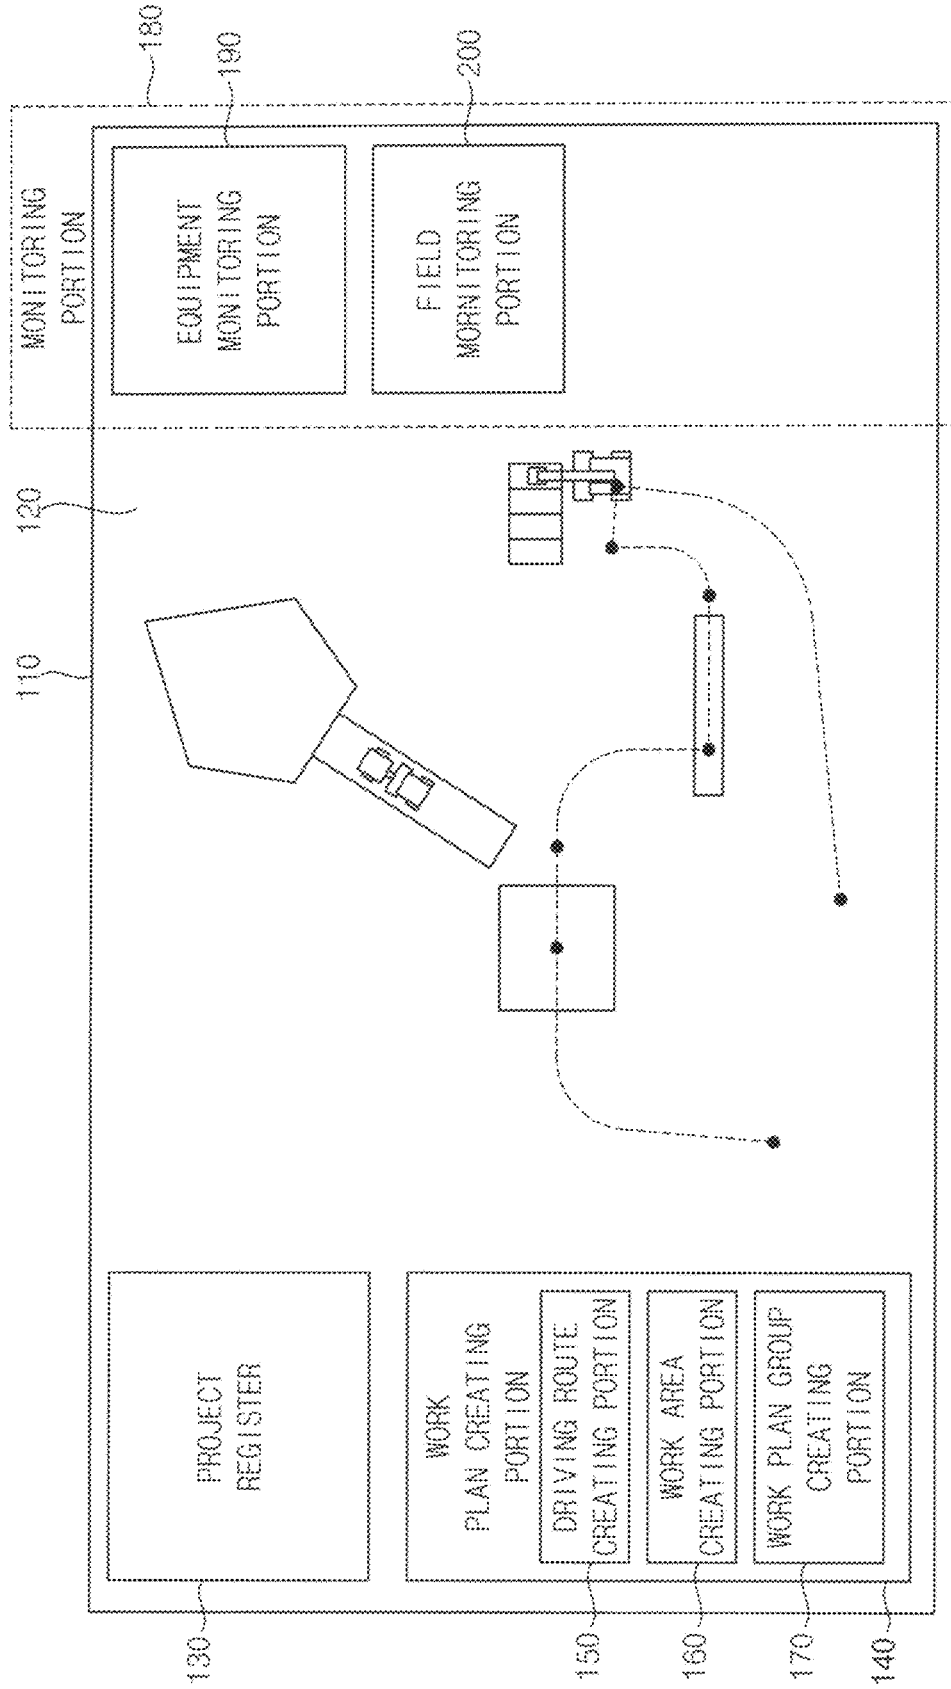 180
190
200
MONITORING
PORTION
EQUIPMENT
MONITORING
PORTION
FIELD
MORNITORING
PORTION
120
110
PROJECT
REGISTER
WORK
PLAN CREATING
PORTION
DRIVING ROUTE
CREATING PORTION
WORK AREA
CREATING PORTION
WORK PLAN GROUP
CREATING
PORTION
130
150
160
170
140